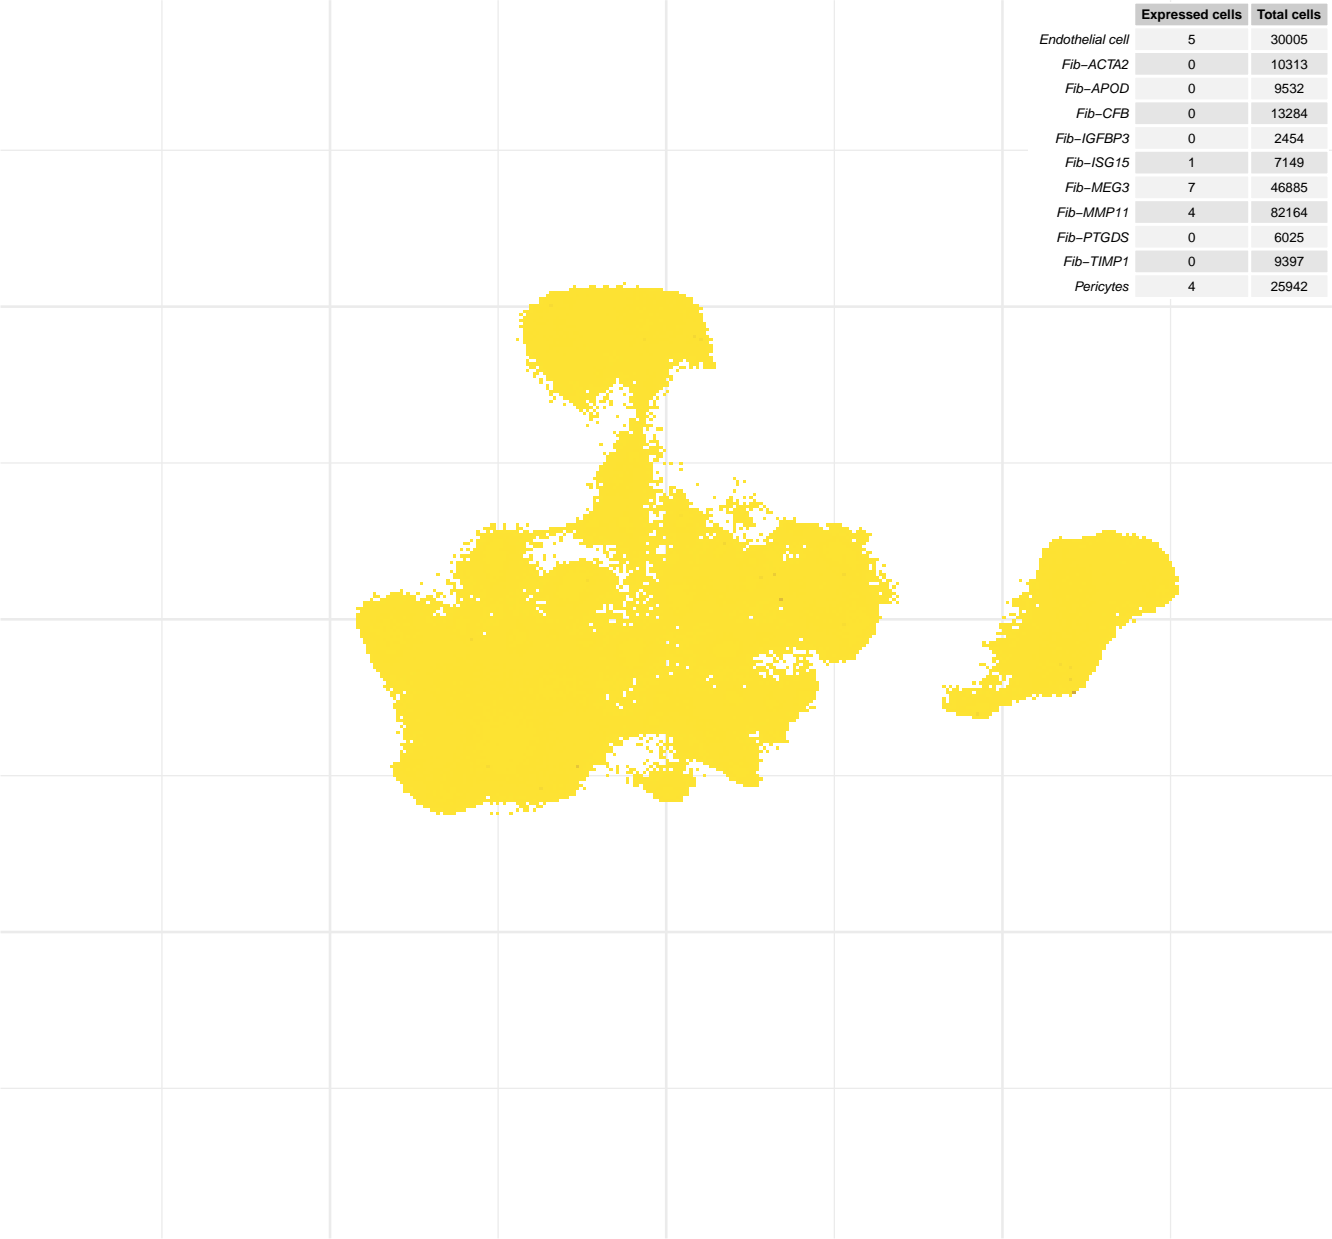 Expressed cells Total cells
Endothelial cell 5 30005
Fib−ACTA2 0 10313
Fib−APOD 0 9532
Fib−CFB 0 13284
Fib−IGFBP3 0 2454
Fib−ISG15 1 7149
Fib−MEG3 7 46885
Fib−MMP11 4 82164
Fib−PTGDS 0 6025
Fib−TIMP1 0 9397
Pericytes 4 25942